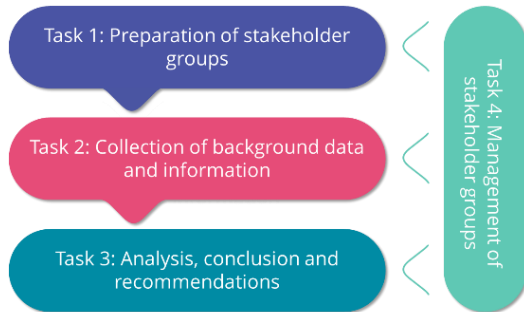 Task 1: Preparation of stakeholder
groups
Task 2: Collection of background data
and information
Task 3: Analysis, conclusion and
recommendations
Task 4: Management of
stakeholder groups